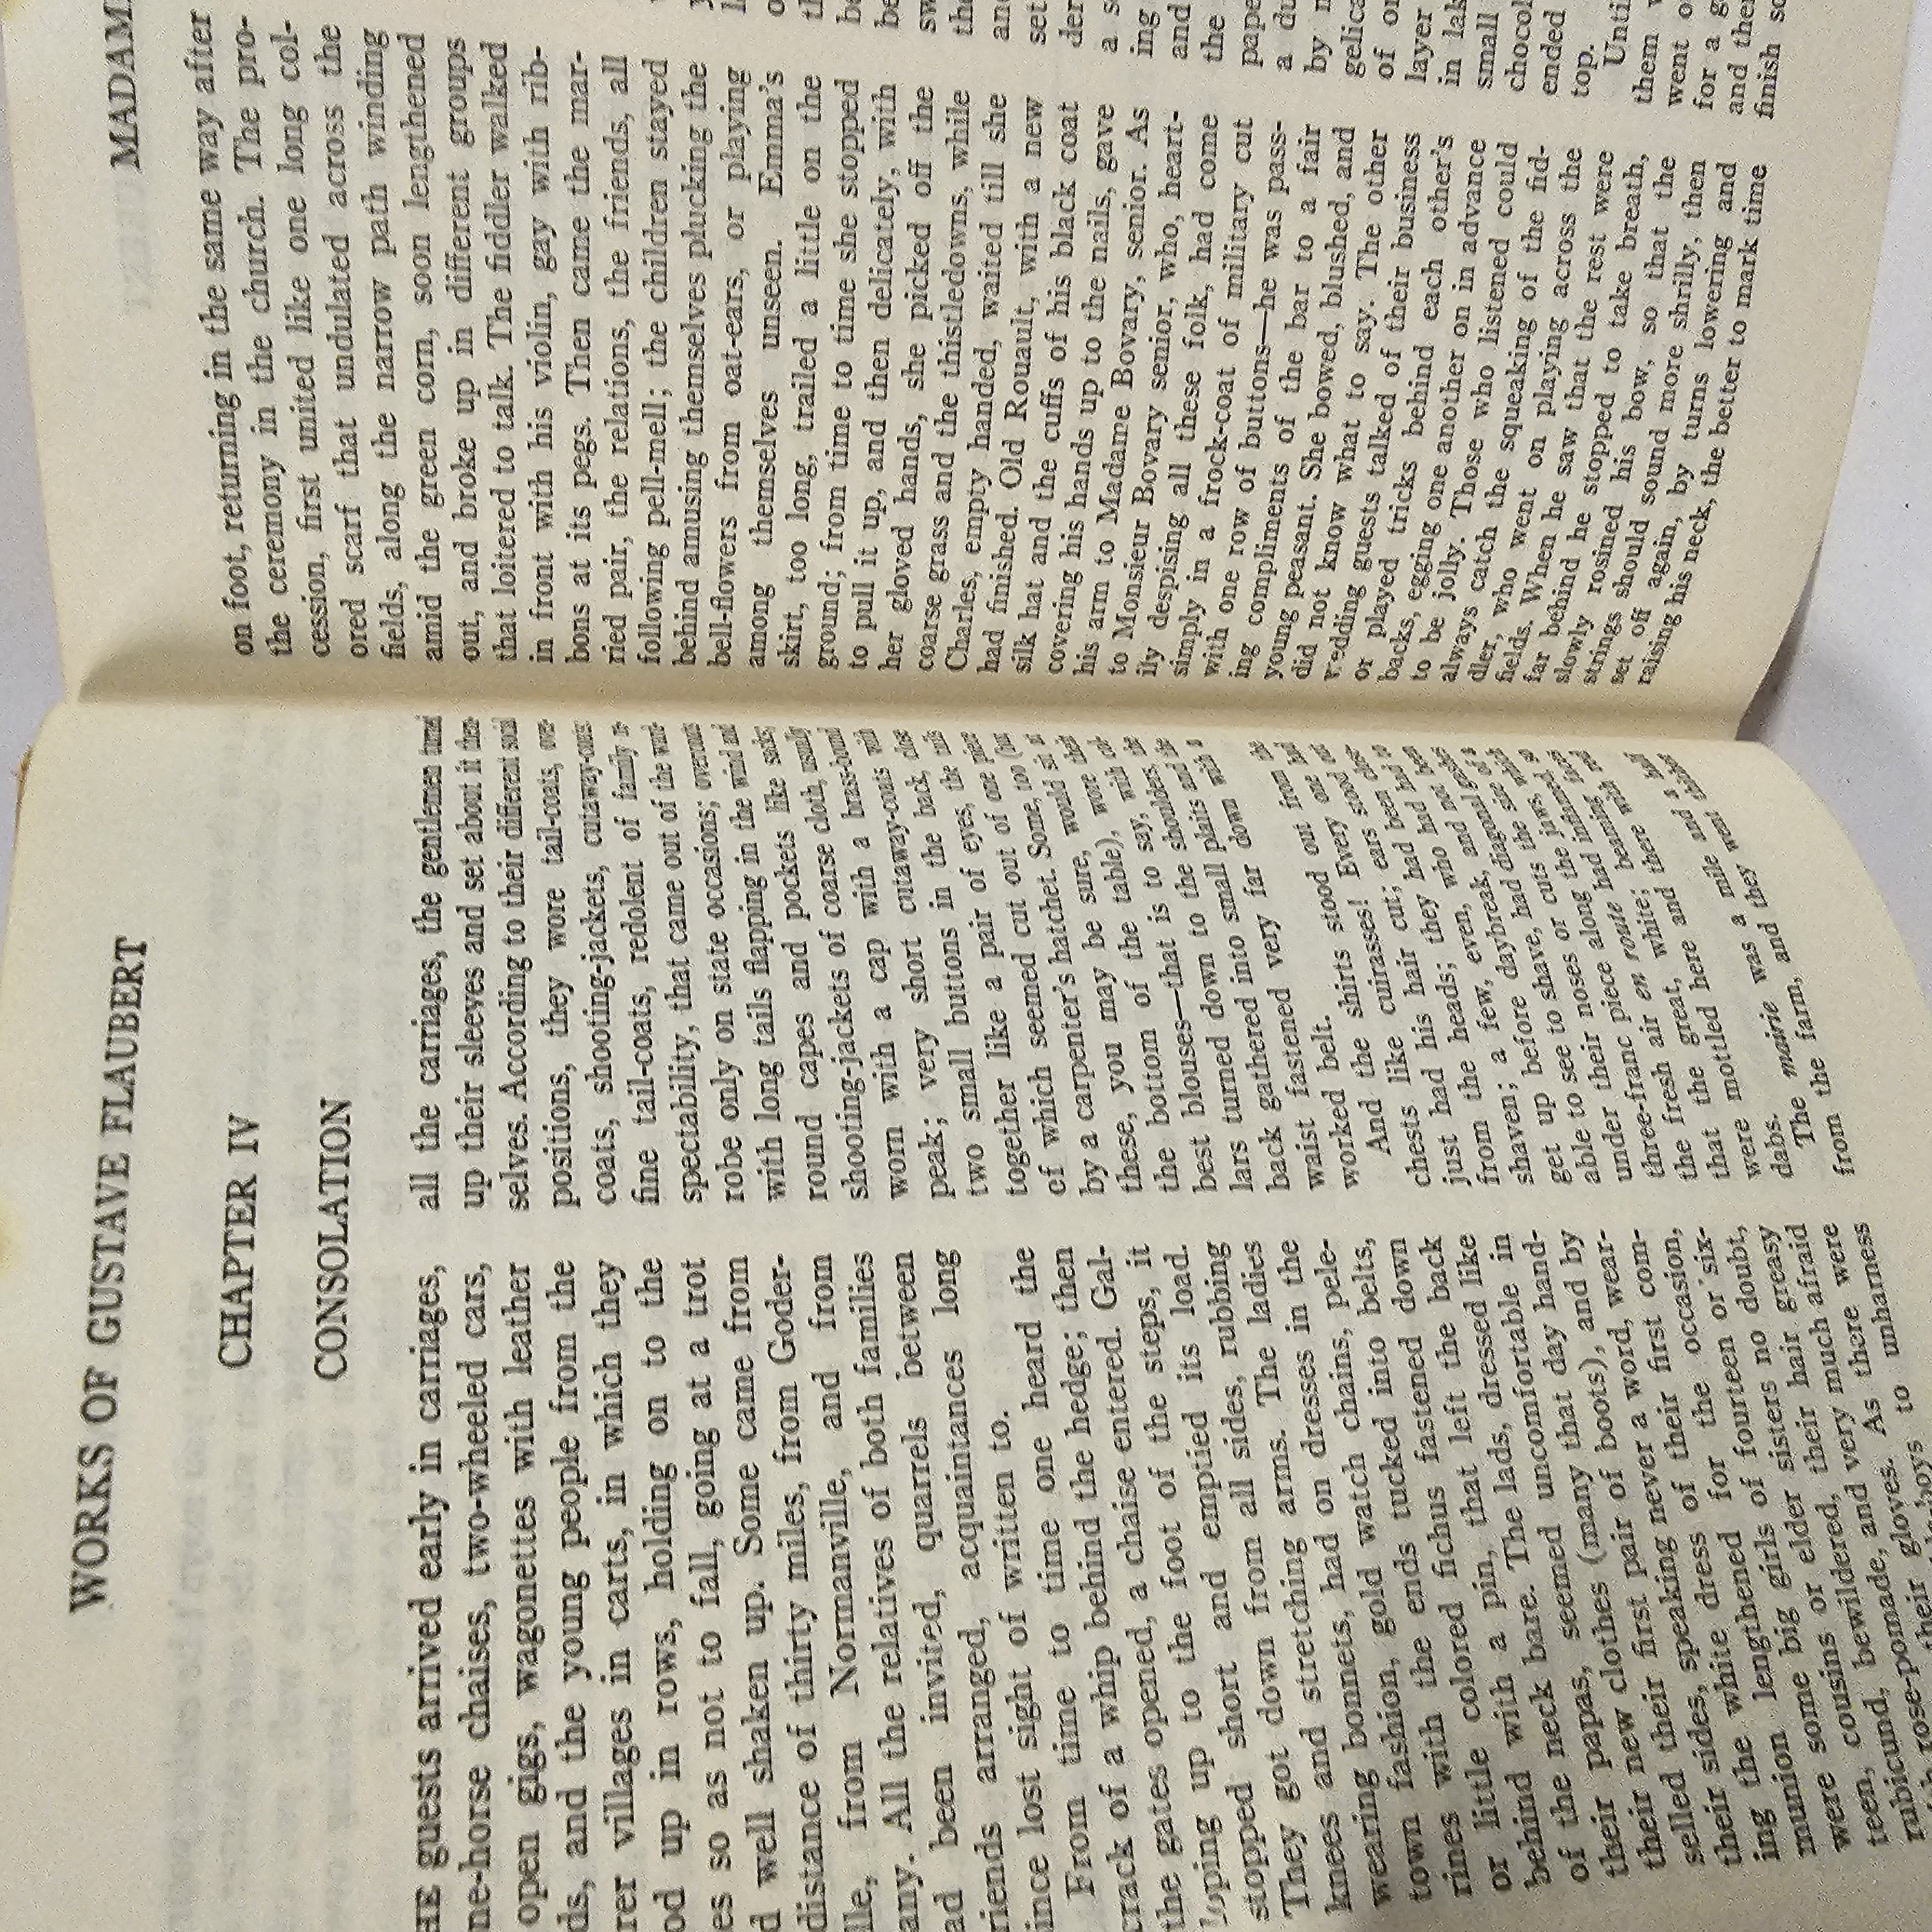 WORKS OF GUSTAVE FLAUBERT
CHAPTER IV
CONSOLATION
HE guests arrived early in carriages,
ne-horse chaises, two-wheeled cars,
open gigs, wagonettes with leather
ds, and the young people from the
rer villages in carts, in which they
od up in rows, holding on to the
es so as not to fall, going at a trot
d well shaken up. Some came from
distance of thirty miles, from Goder-
lle, from Normanville, and from
any. All the relatives of both families
ad been invited, quarrels between
riends arranged, acquaintances long
ince lost sight of written to.
From time to time one heard the
crack of a whip behind the hedge; then
the gates opened, a chaise entered. Gal-
loping up to the foot of the steps, it
stopped short and emptied its load.
They got down from all sides, rubbing
knees and stretching arms. The ladies
wearing bonnets, had on dresses in the
town fashion, gold watch chains, pele-
rines with the ends tucked into belts,
or little colored fichus fastened down
behind with a pin, that left the back
of the neck bare. The lads, dressed like
their papas, seemed uncomfortable in
their new clothes (many that day hand-
selled their first pair of boots), and by
their sides, speaking never a word, wear-
ing the white dress of their first com-
munion lengthened for the occasion,
were some big girls of fourteen or six-
teen, cousins or elder sisters no doubt,
rubicund, bewildered, their hair greasy
rose-pomade, and very much afraid
their gloves. As there were
boys to unharness
all the carriages, the gentlemen turned
up their sleeves and set about it them-
selves. According to their different social
positions, they wore tail-coats, over-
coats, shooting-jackets, cutaway-coats:
fine tail-coats, redolent of family re-
spectability, that came out of the ward-
robe only on state occasions; overcoats
with long tails flapping in the wind and
round capes and pockets like sacks;
shooting-jackets of coarse cloth, usually
worn with a cap with a brass-bound
peak; very short cutaway-coats with
two small buttons in the back, close
together like a pair of eyes, the tails
of which seemed cut out of one piece
by a carpenter's hatchet. Some, too (but
these, you may be sure, would sit at
the bottom of the table), wore their
best blouses—that is to say, with col-
lars turned down to the shoulders, the
back gathered into small plaits and the
waist fastened very far down with a
worked belt.
And the shirts stood out from the
chests like cuirasses! Every one had
just had his hair cut; ears stood out
from the heads; they had been close-
shaven; a few, even, who had had to
get up before daybreak, and not been
able to see to shave, had diagonal gashes
under their noses or cuts the size of a
three-franc piece along the jaws, which
the fresh air en route had inflamed, so
that the great, white; beaming faces
were mottled here and there with red
dabs.
The mairie was a mile and a half
from the farm, and they went thither
MADAM
on foot, returning in the same way after
the ceremony in the church. The pro-
cession, first united like one long col-
ored scarf that undulated across the
fields, along the narrow path winding
amid the green corn, soon lengthened
out, and broke up in different groups
that loitered to talk. The fiddler walked
in front with his violin, gay with rib-
bons at its pegs. Then came the mar-
ried pair, the relations, the friends, all
following pell-mell; the children stayed
behind amusing themselves plucking the
bell-flowers from oat-ears, or playing
among themselves unseen. Emma's
skirt, too long, trailed a little on the
ground; from time to time she stopped
to pull it up, and then delicately, with
her gloved hands, she picked off the
coarse grass and the thistledowns, while
Charles, empty handed, waited till she
had finished. Old Rouault, with a new
silk hat and the cuffs of his black coat
covering his hands up to the nails, gave
his arm to Madame Bovary, senior. As
to Monsieur Bovary senior, who, heart-
ily despising all these folk, had come
simply in a frock-coat of military cut
with one row of buttons—he was pass-
ing compliments of the bar to a fair
young peasant. She bowed, blushed, and
did not know what to say. The other
wedding guests talked of their business
or played tricks behind each other's
backs, egging one another on in advance
to be jolly. Those who listened could
always catch the squeaking of the fid-
dler, who went on playing across the
fields. When he saw that the rest were
far behind he stopped to take breath,
slowly rosined his bow, so that the
strings should sound more shrilly, then
set off again, by turns lowering and
raising his neck, the better to mark time
y
l
o
th
be
be
sw
the
and
set
der
a s
ing
and
the
pape
a du
by m
gelica
of or
layer
in lak
small
chocol
ended
top.
Until
them w
went o
for a g
and the
finish so